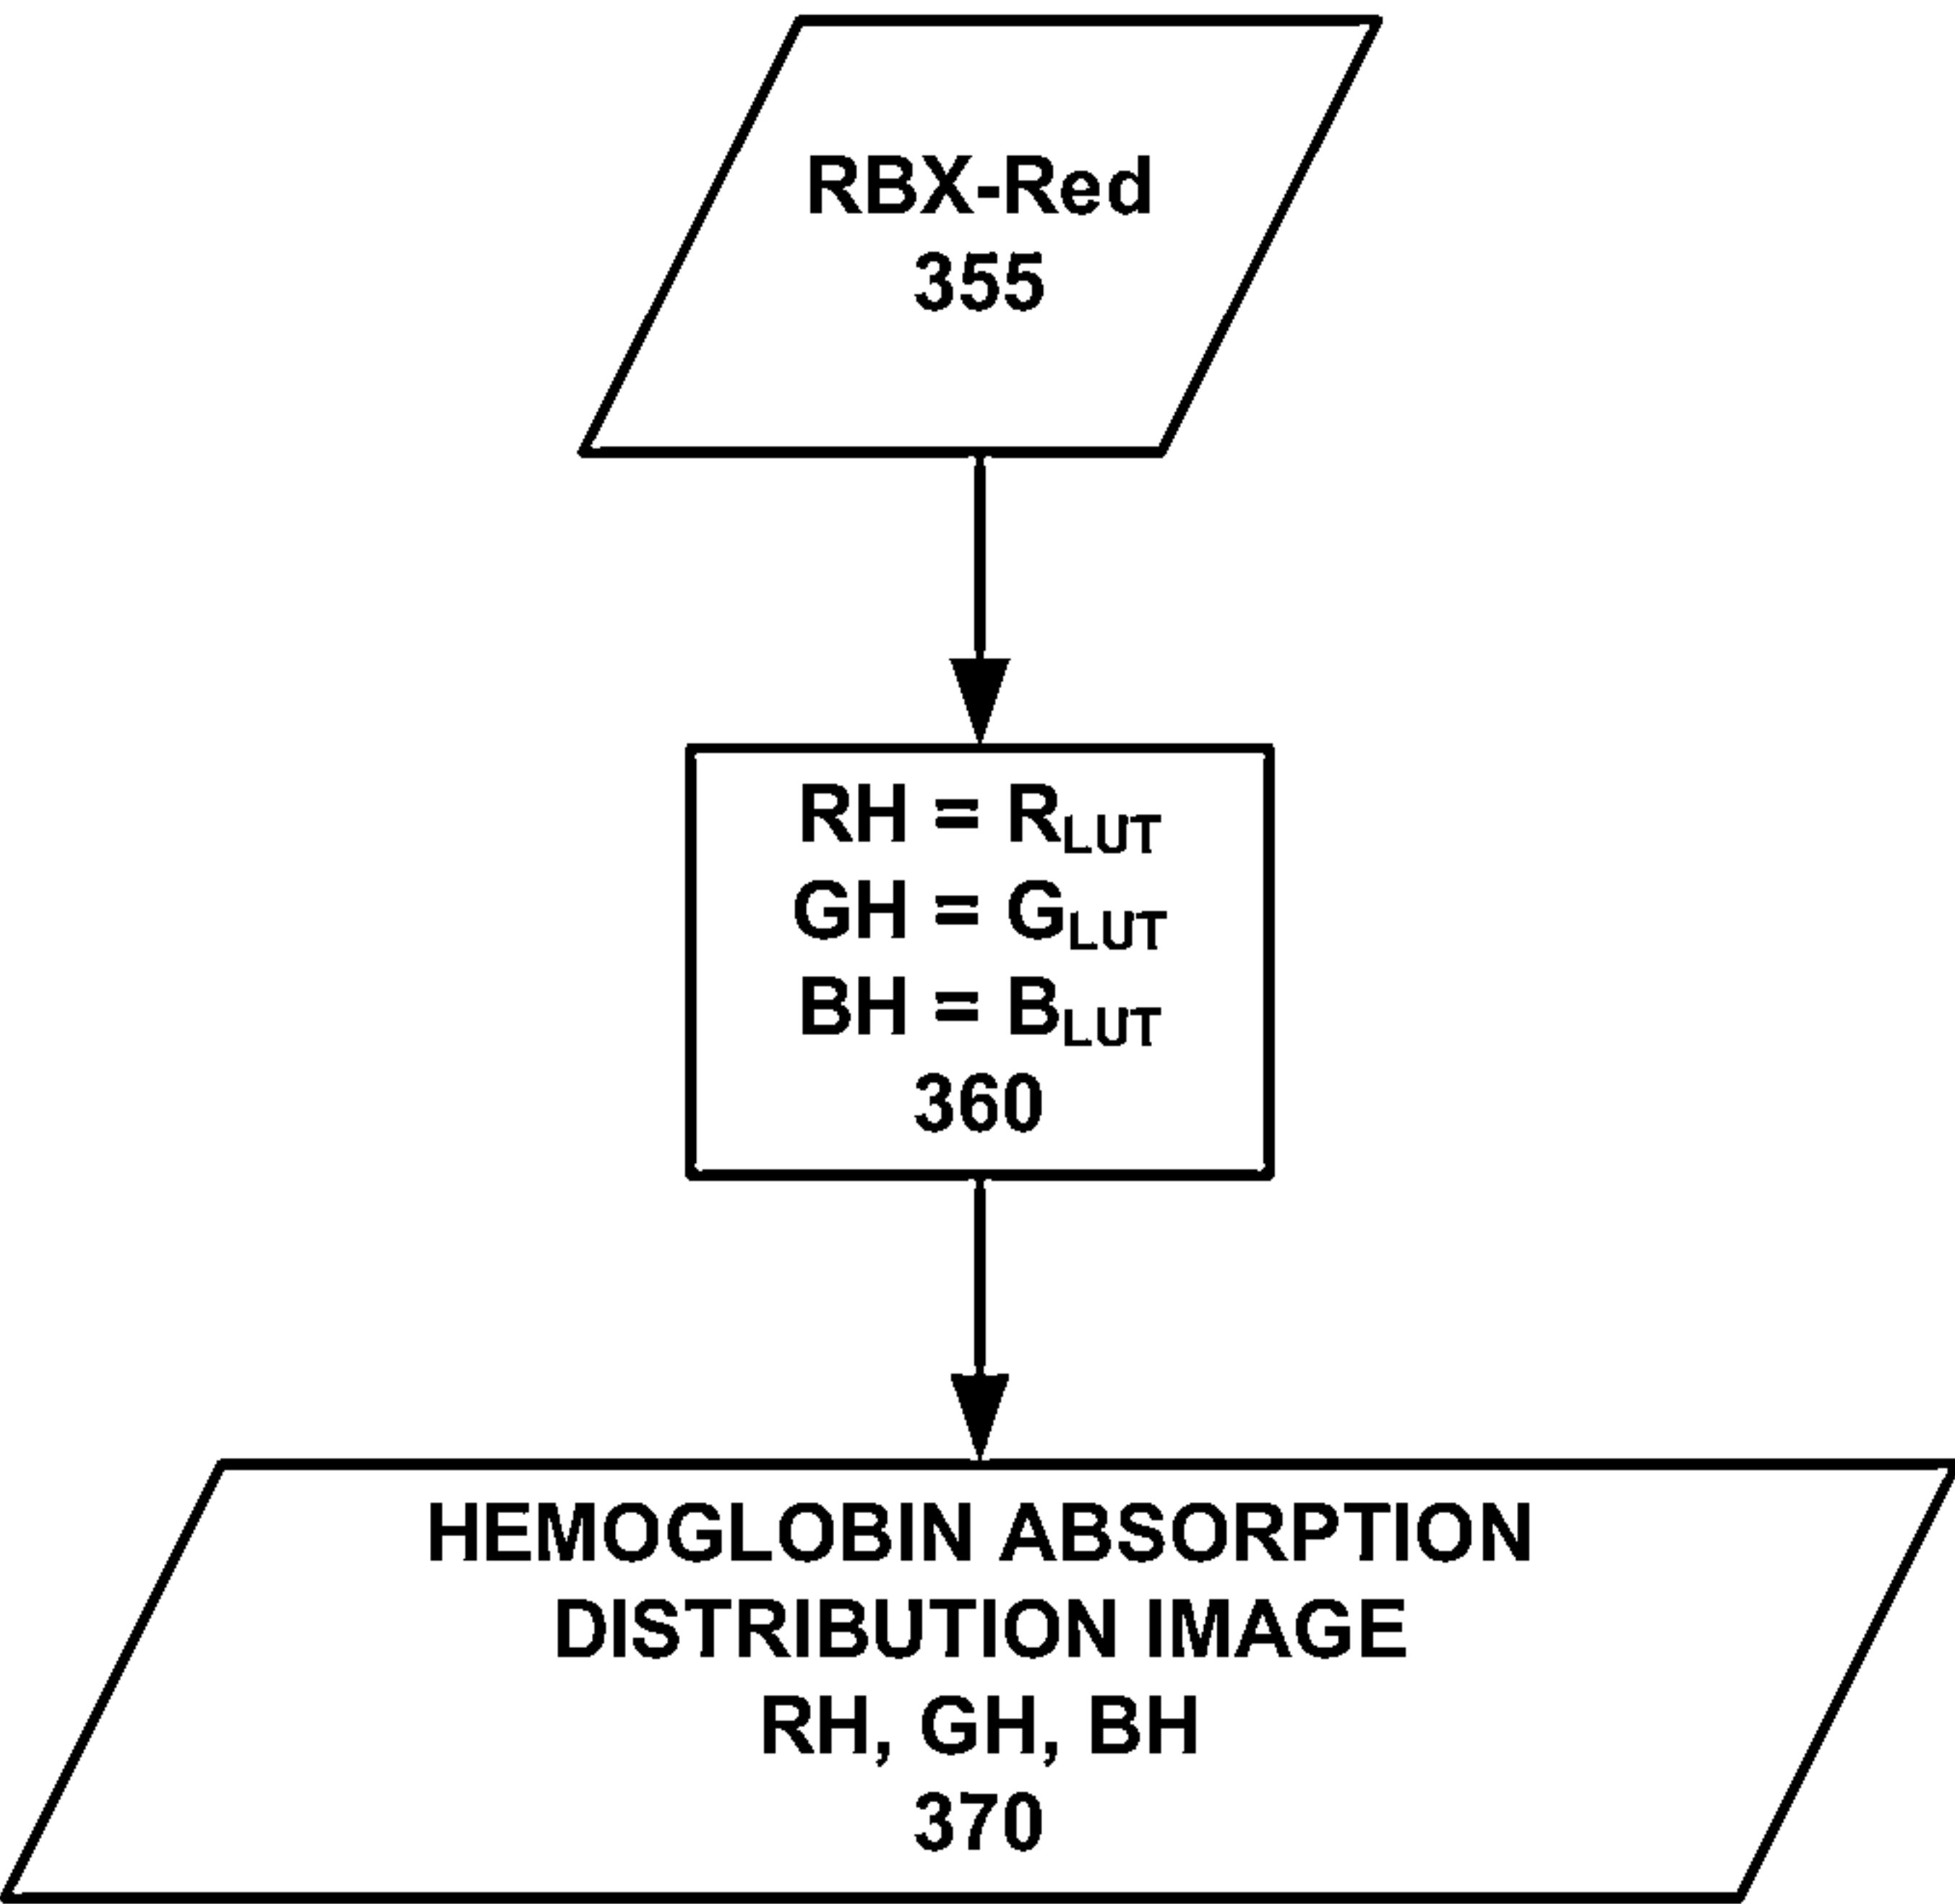 RBX-Red
355
RH = RLUT
GH = GLUT
BH = BLUT
360
HEMOGLOBIN ABSORPTION
DISTRIBUTION IMAGE
RH, GH, BH
370